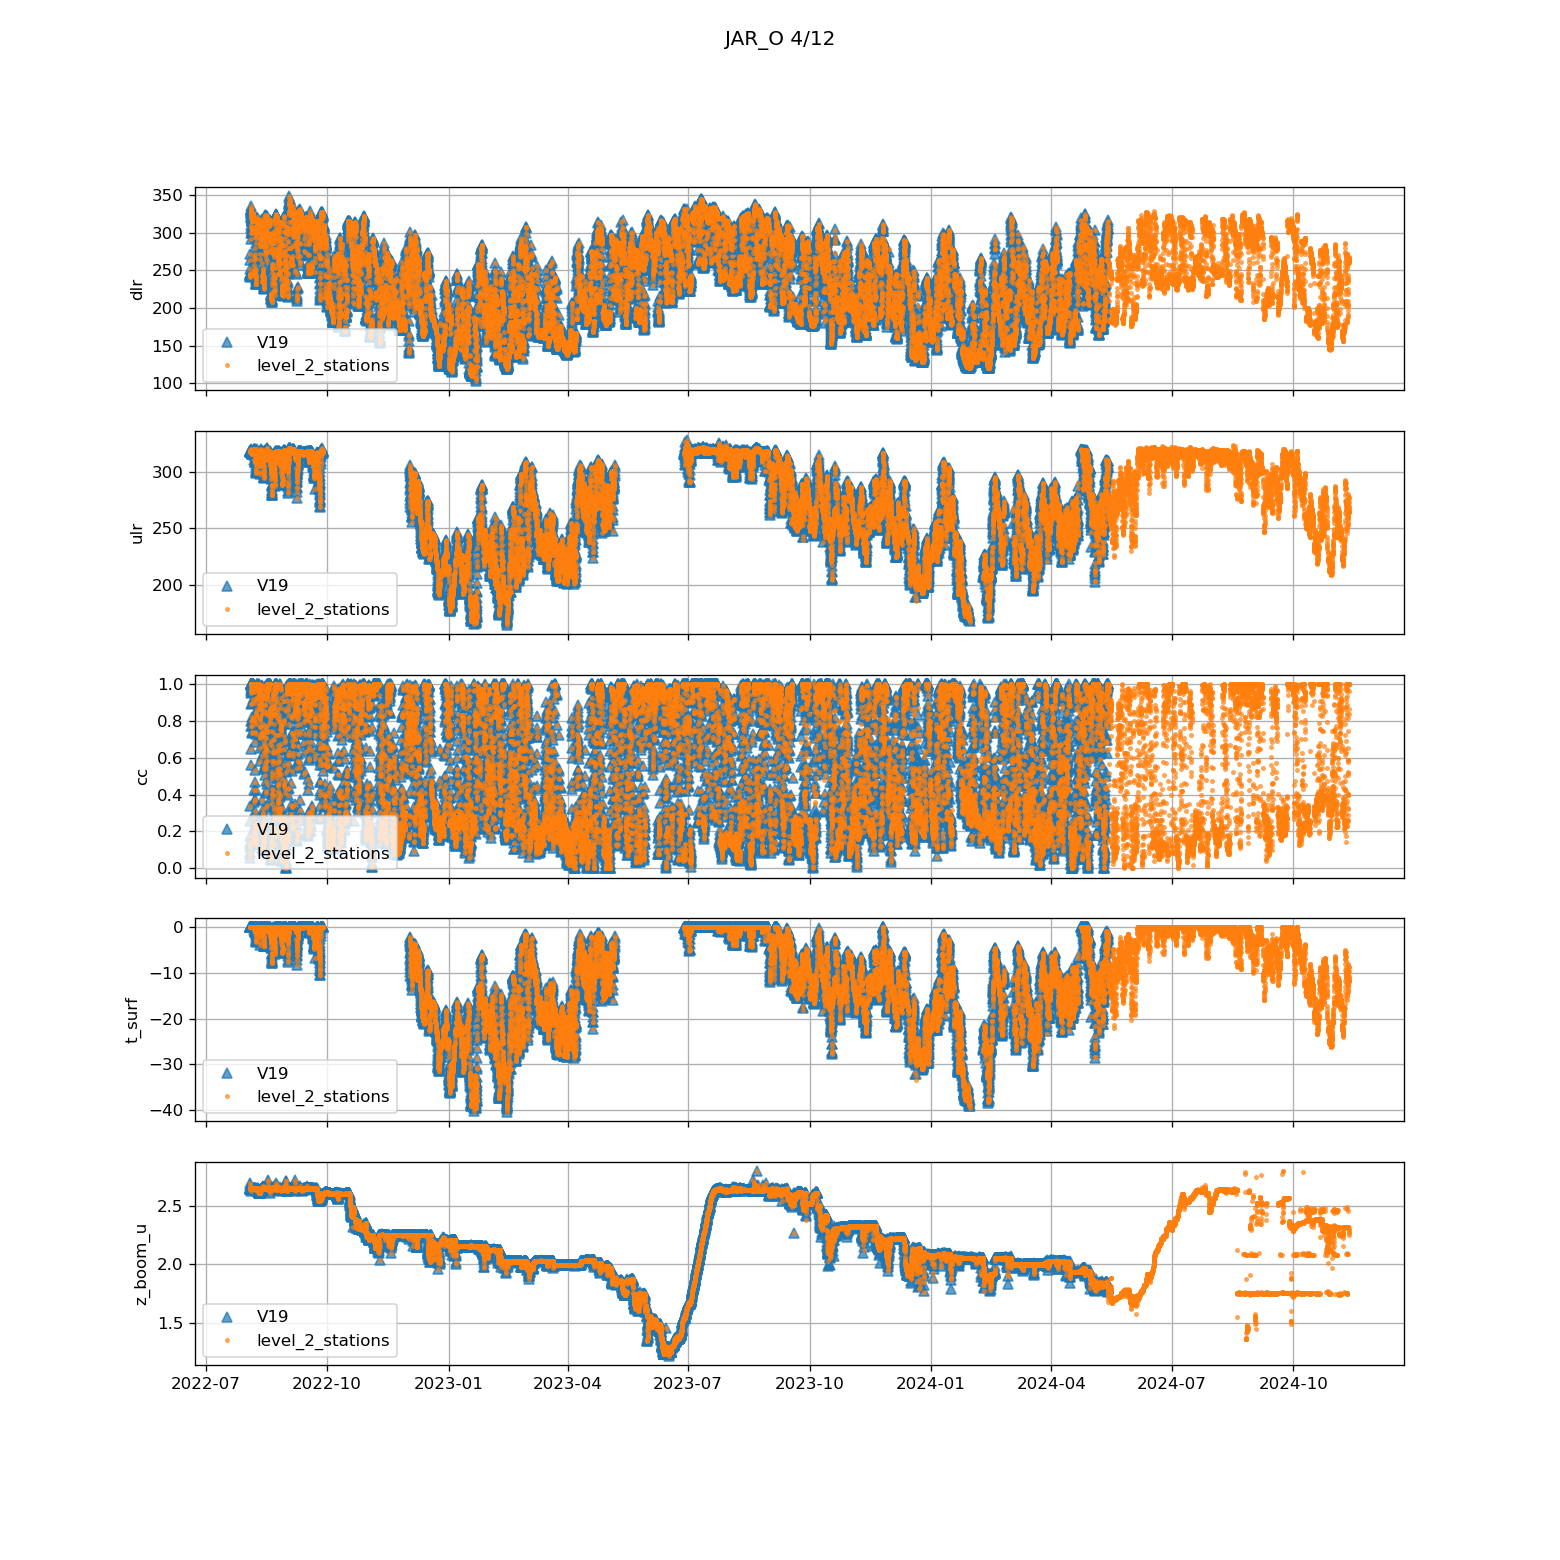 JAR_O 4/12
350
300
250
200
150
100
dlr
V19
level_2_stations
300
250
200
ulr
V19
level_2_stations
1.0
0.8
0.6
0.4
0.2
0.0
cc
V19
level_2_stations
0
−10
−20
−30
−40
t_surf
V19
level_2_stations
2.5
2.0
1.5
z_boom_u
V19
level_2_stations
2022-07 2022-10 2023-01 2023-04 2023-07 2023-10 2024-01 2024-04 2024-07 2024-10